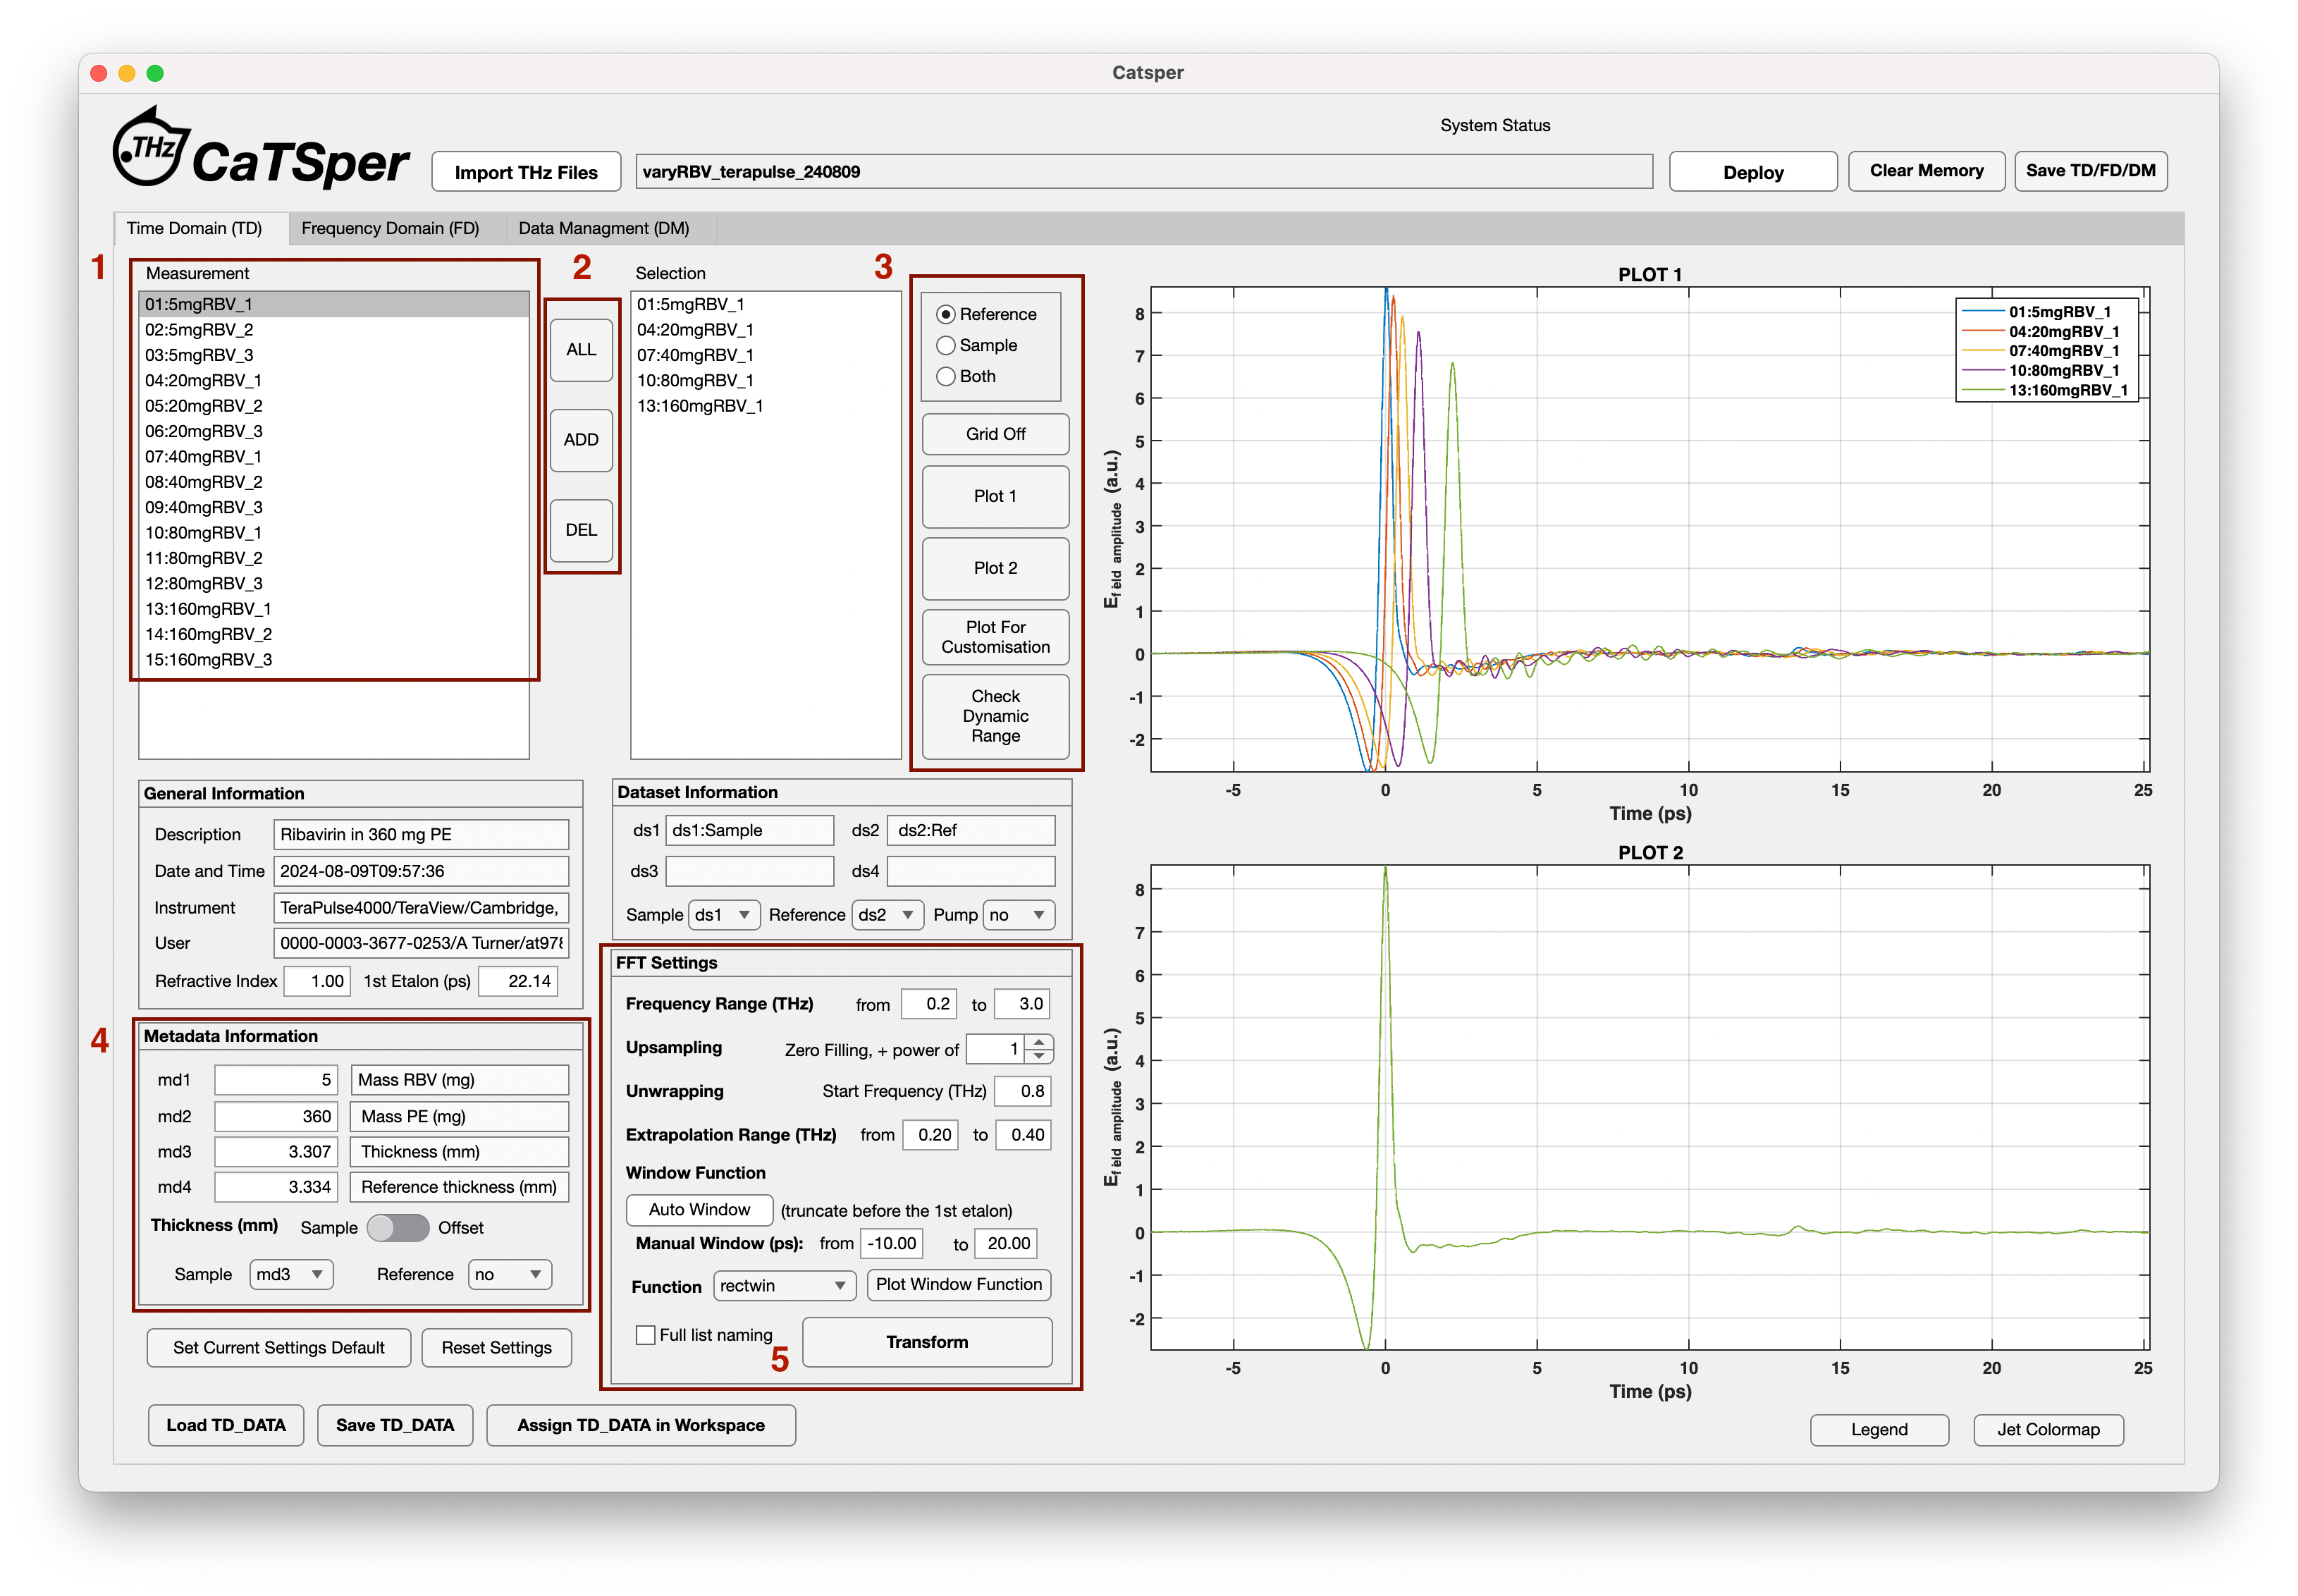 Catsper
THz
CaTSper
Import THz Files
varyRBV_terapulse_240809
System Status
Deploy
Clear Memory
Save TD/FD/DM
Time Domain (TD)
Frequency Domain (FD)
Data Managment (DM)
1
Measurement
01:5mgRBV_1
02:5mgRBV_2
03:5mgRBV_3
04:20mgRBV_1
05:20mgRBV_2
06:20mgRBV_3
07:40mgRBV_1
08:40mgRBV_2
09:40mgRBV_3
10:80mgRBV_1
11:80mgRBV_2
12:80mgRBV_3
13:160mgRBV_1
14:160mgRBV_2
15:160mgRBV_3
2
ALL
ADD
DEL
Selection
01:5mgRBV_1
04:20mgRBV_1
07:40mgRBV_1
10:80mgRBV_1
13:160mgRBV_1
3
Reference
Sample
Both
Grid Off
Plot 1
Plot 2
Plot For
Customisation
Check
Dynamic
Range
PLOT 1
01:5mgRBV_1
04:20mgRBV_1
07:40mgRBV_1
10:80mgRBV_1
13:160mgRBV_1
8
7
6
5
4
3
2
1
0
-1
-2
E field amplitude (a.u.)
-5 0 5 10 15 20 25
Time (ps)
General Information
Description Ribavirin in 360 mg PE
Date and Time 2024-08-09T09:57:36
Instrument TeraPulse4000/TeraView/Cambridge,
User 0000-0003-3677-0253/A Turner/at978
Refractive Index 1.00 1st Etalon (ps) 22.14
Dataset Information
ds1 ds1:Sample ds2 ds2:Ref
ds3 ds4
Sample ds1 Reference ds2 Pump no
4
Metadata Information
md1 5 Mass RBV (mg)
md2 360 Mass PE (mg)
md3 3.307 Thickness (mm)
md4 3.334 Reference thickness (mm)
Thickness (mm) Sample Offset
Sample md3 Reference no
Set Current Settings Default
Reset Settings
FFT Settings
Frequency Range (THz) from 0.2 to 3.0
Upsampling Zero Filling, + power of 1
Unwrapping Start Frequency (THz) 0.8
Extrapolation Range (THz) from 0.20 to 0.40
Window Function
Auto Window (truncate before the 1st etalon)
Manual Window (ps): from -10.00 to 20.00
Function rectwin Plot Window Function
Full list naming
5
Transform
PLOT 2
8
7
6
5
4
3
2
1
0
-1
-2
E field amplitude (a.u.)
-5 0 5 10 15 20 25
Time (ps)
Load TD_DATA
Save TD_DATA
Assign TD_DATA in Workspace
Legend
Jet Colormap